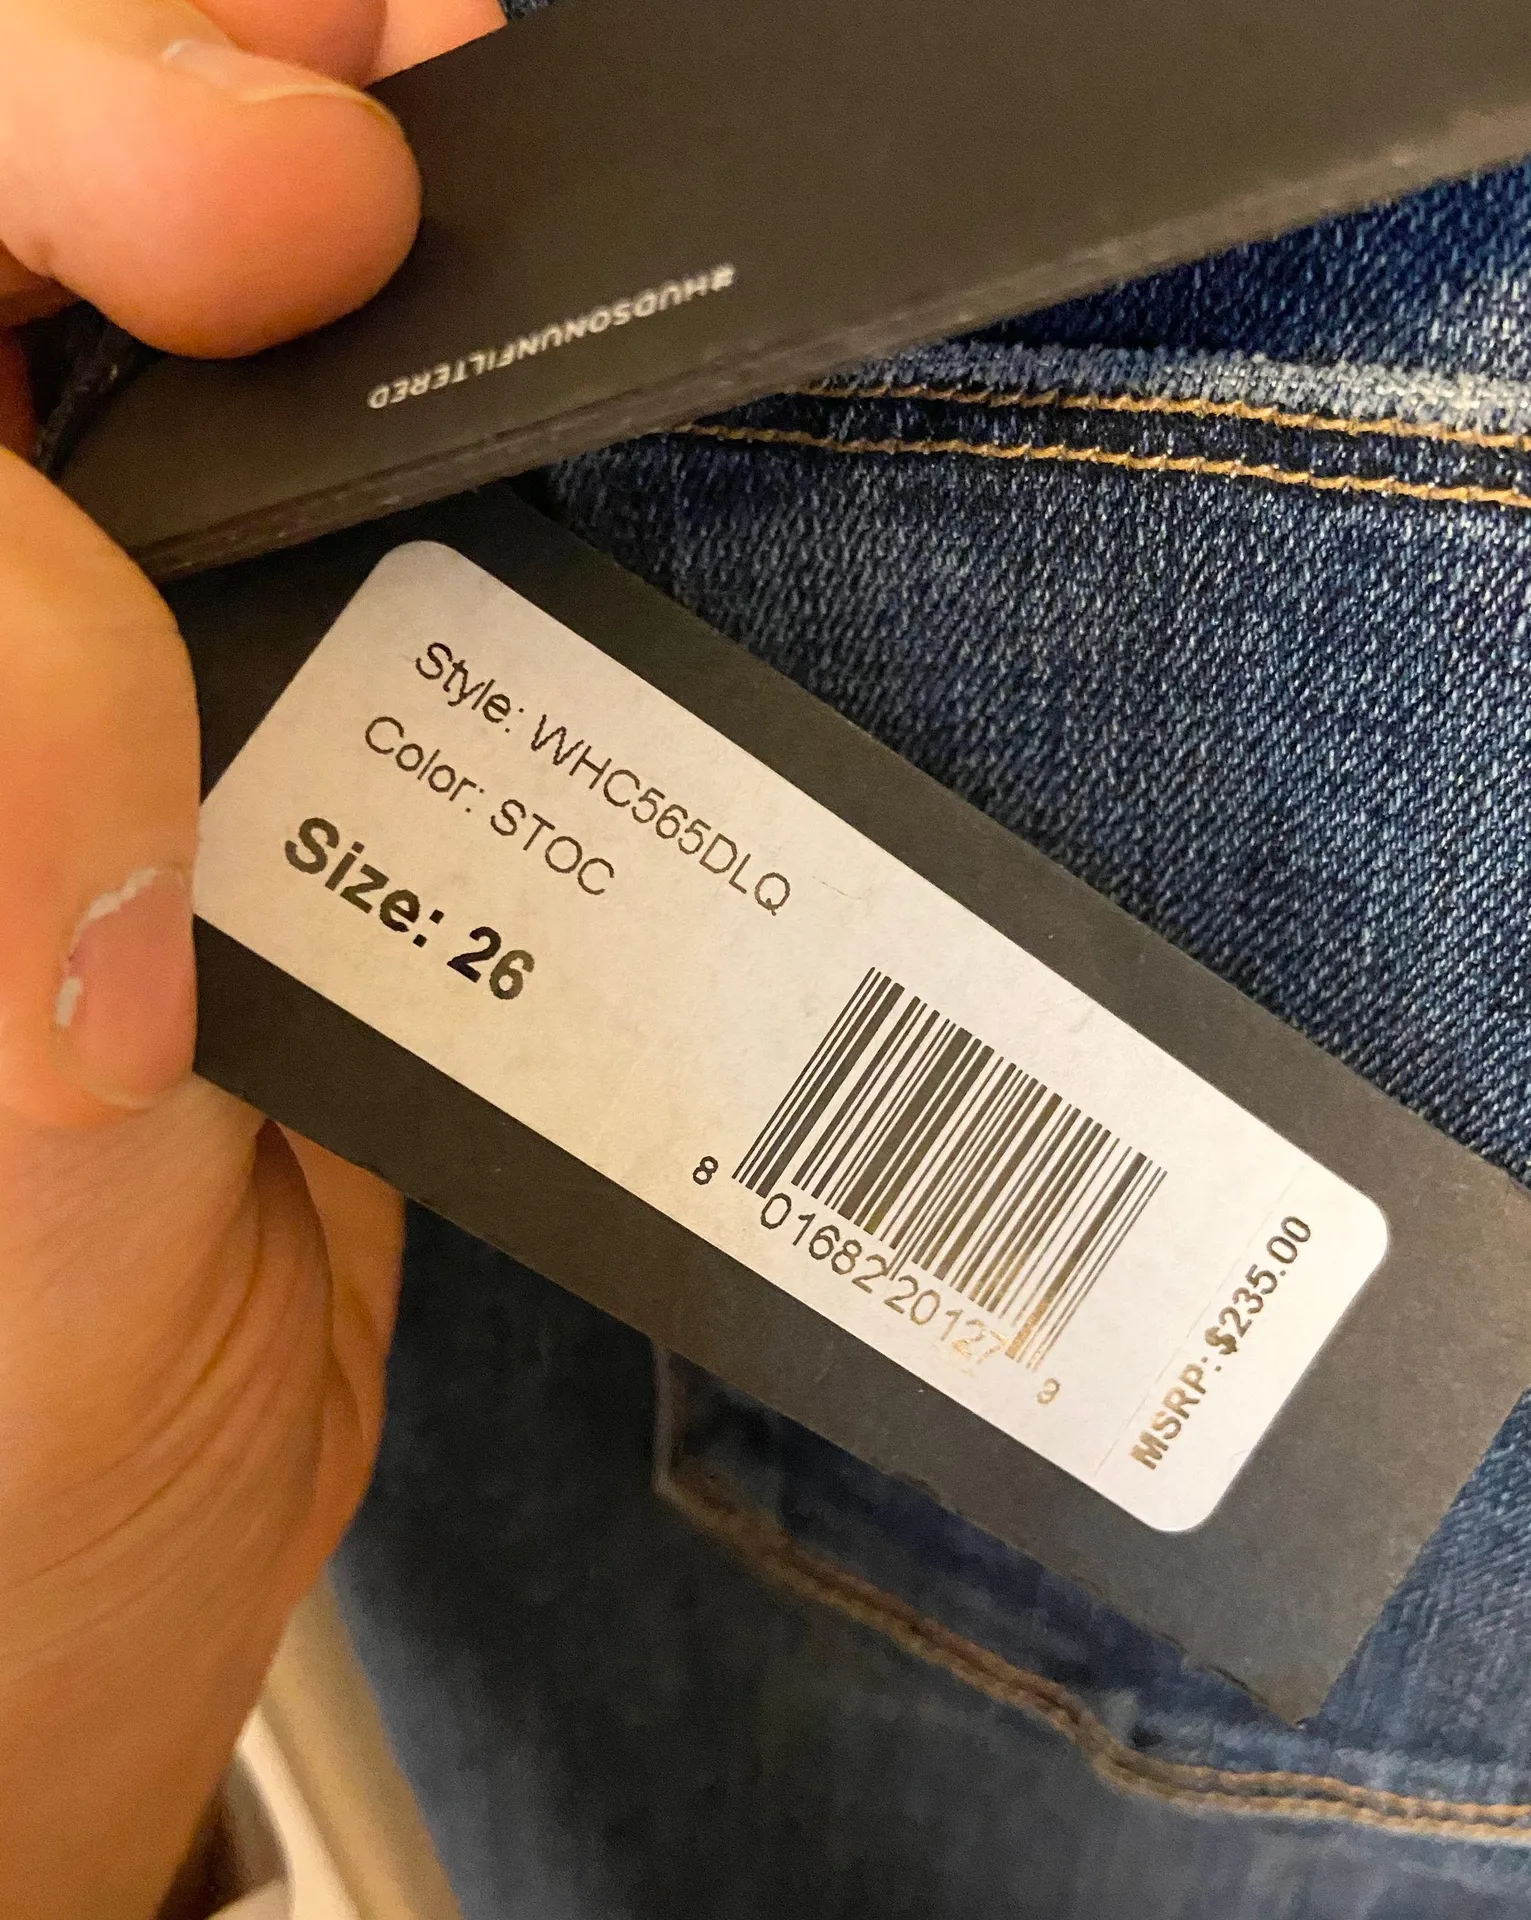 #HUDSONUNFILTERED
Style: WHC565DLQ
Color: STOC
Size: 26
8 01682 20127 3
MSRP: $235.00